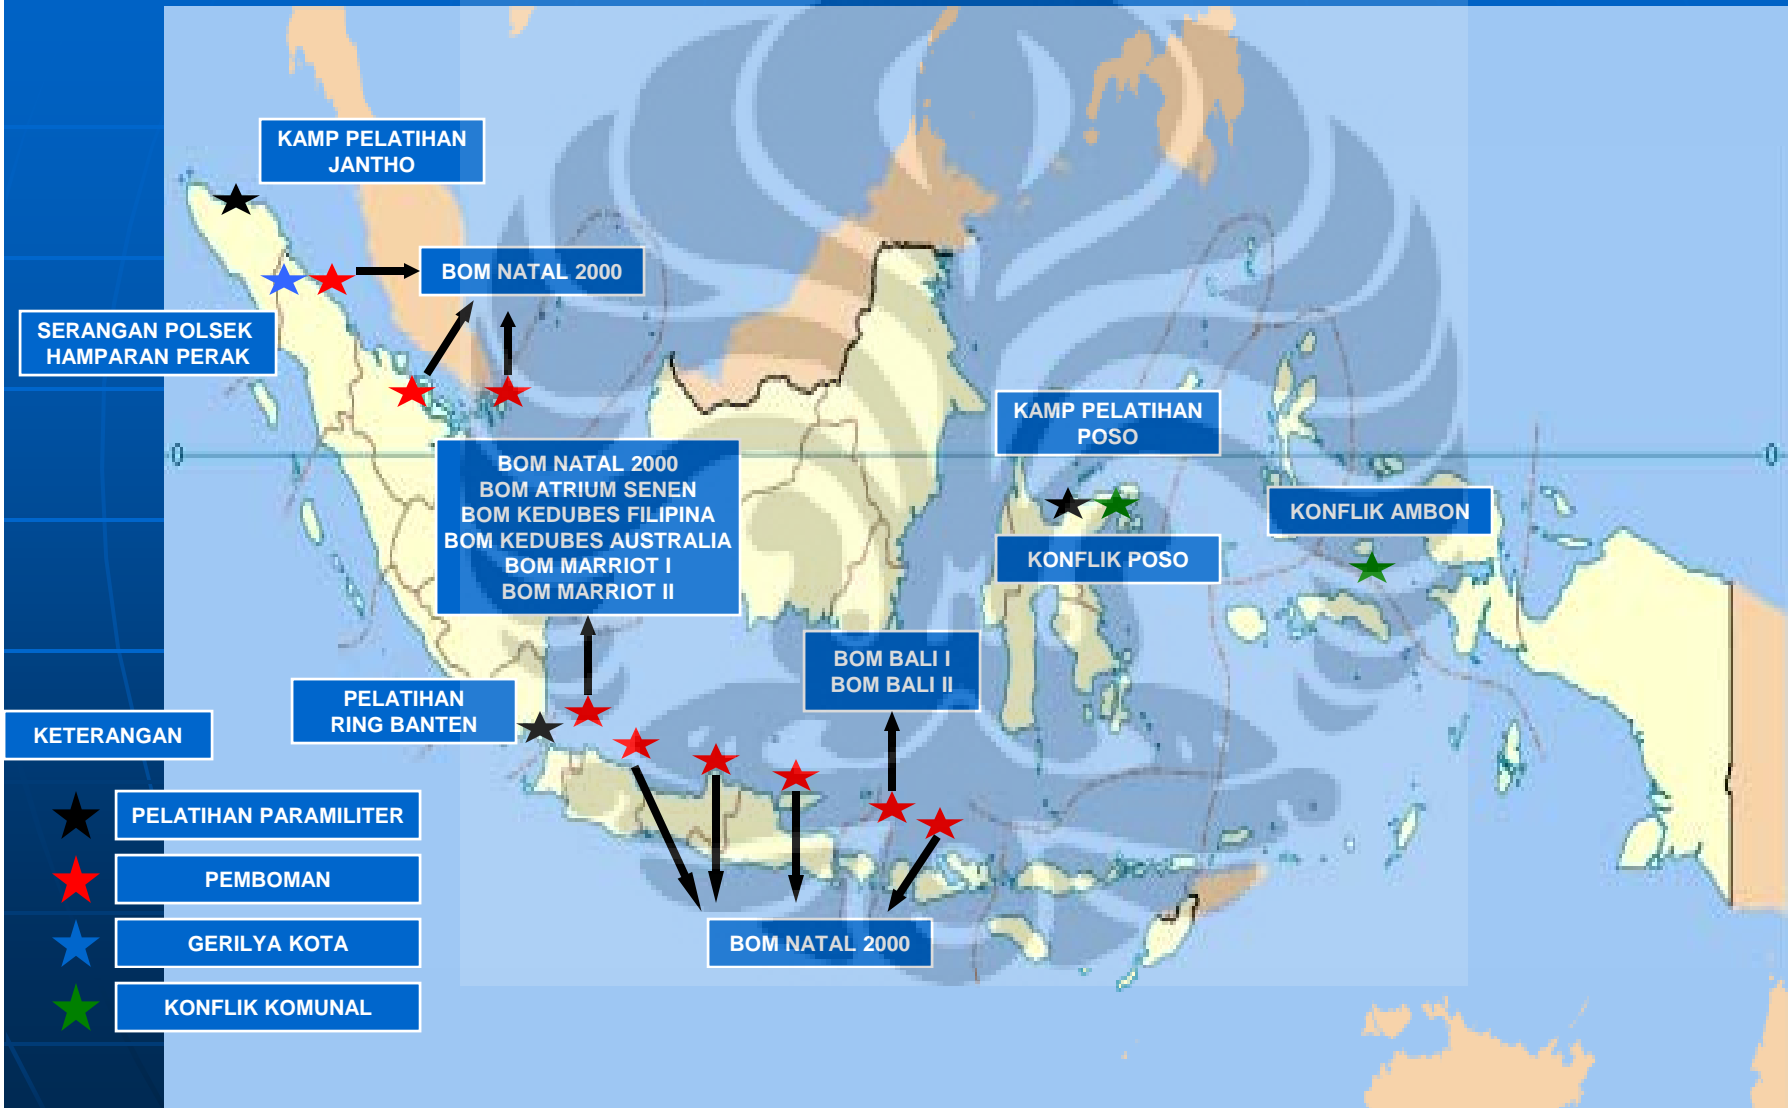 KAMP PELATIHAN
JANTHO
BOM NATAL 2000
SERANGAN POLSEK
HAMPARAN PERAK
KAMP PELATIHAN
POSO
0
0
BOM NATAL 2000
BOM ATRIUM SENEN
BOM KEDUBES FILIPINA
BOM KEDUBES AUSTRALIA
BOM MARRIOT I
BOM MARRIOT II
KONFLIK AMBON
KONFLIK POSO
BOM BALI I
BOM BALI II
PELATIHAN
RING BANTEN
KETERANGAN
PELATIHAN PARAMILITER
PEMBOMAN
GERILYA KOTA
KONFLIK KOMUNAL
BOM NATAL 2000